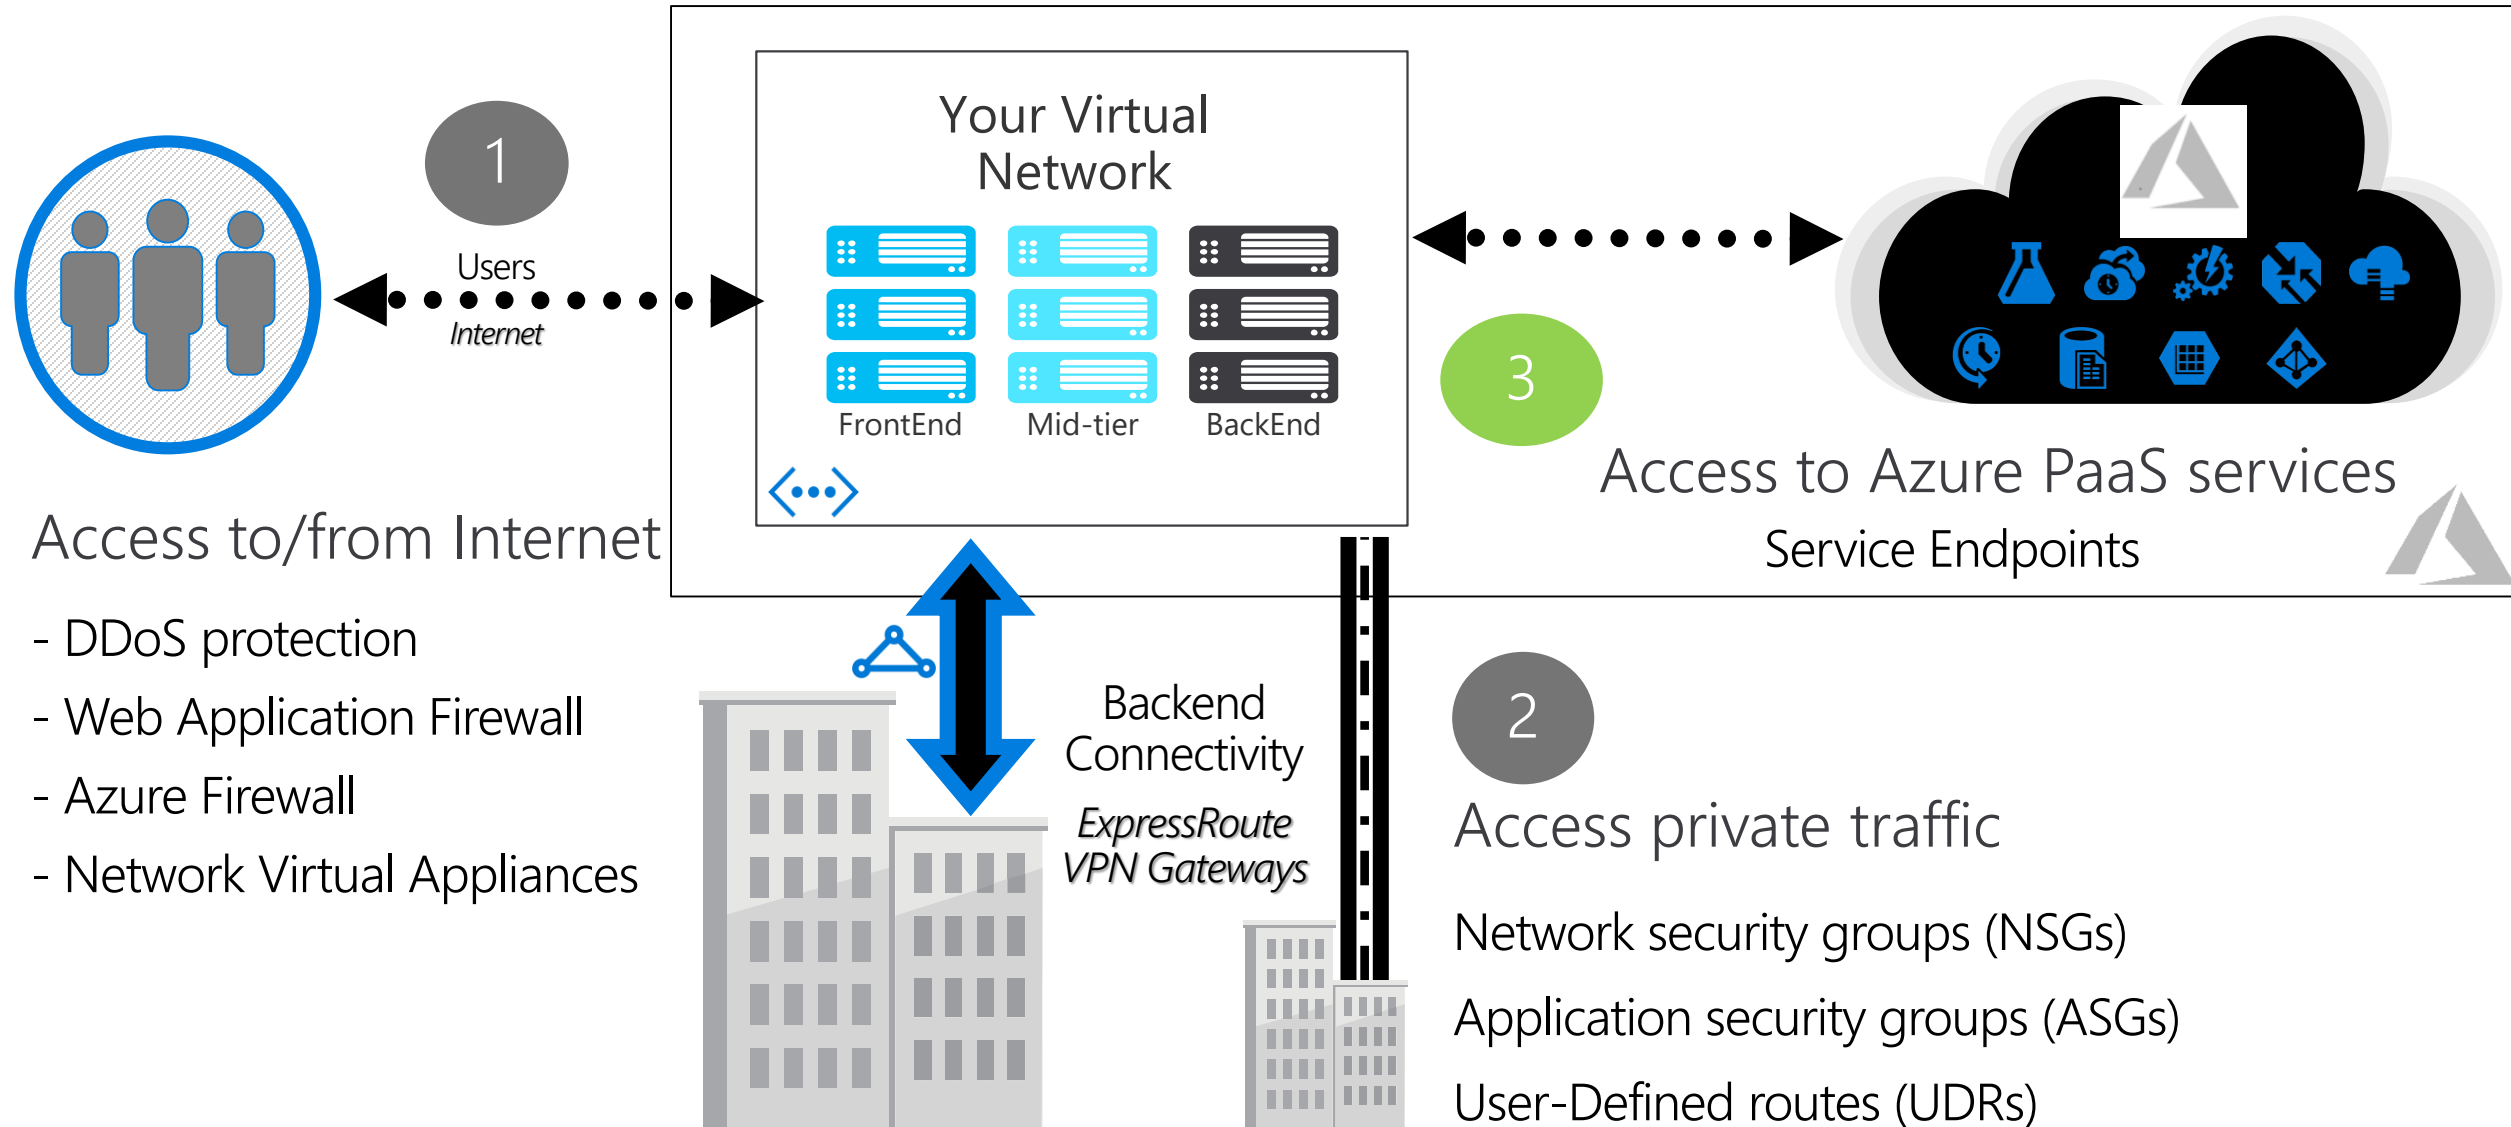 1
Users
Internet
Access to/from Internet
- DDoS protection
- Web Application Firewall
- Azure Firewall
- Network Virtual Appliances
Your Virtual
Network
FrontEnd
Mid-tier
BackEnd
3
Access to Azure PaaS services
Service Endpoints
Backend
Connectivity
ExpressRoute
VPN Gateways
2
Access private traffic
Network security groups (NSGs)
Application security groups (ASGs)
User-Defined routes (UDRs)